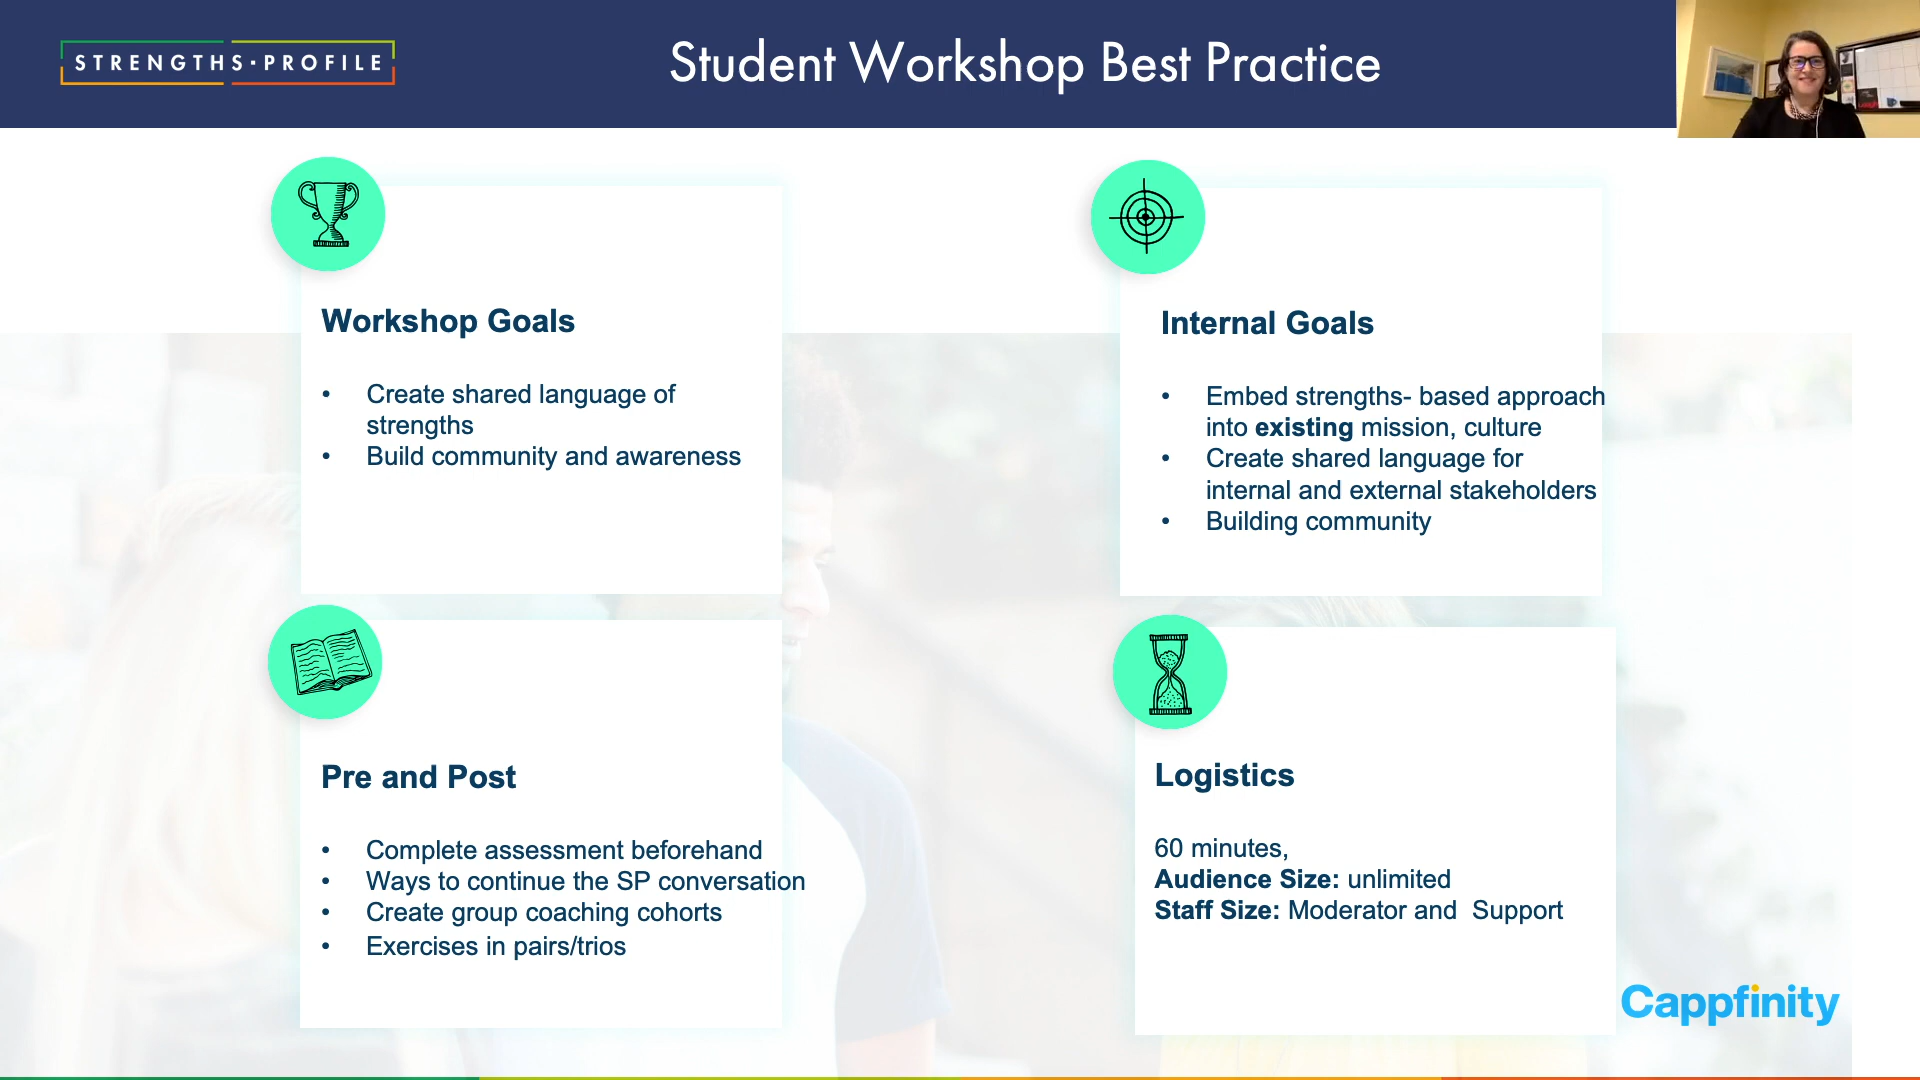 STRENGTHS·PROFILE
Student Workshop Best Practice
Workshop Goals
• Create shared language of
strengths
• Build community and awareness
Internal Goals
• Embed strengths- based approach
into existing mission, culture
• Create shared language for
internal and external stakeholders
• Building community
Pre and Post
• Complete assessment beforehand
• Ways to continue the SP conversation
• Create group coaching cohorts
• Exercises in pairs/trios
Logistics
60 minutes,
Audience Size: unlimited
Staff Size: Moderator and  Support
Cappfinity